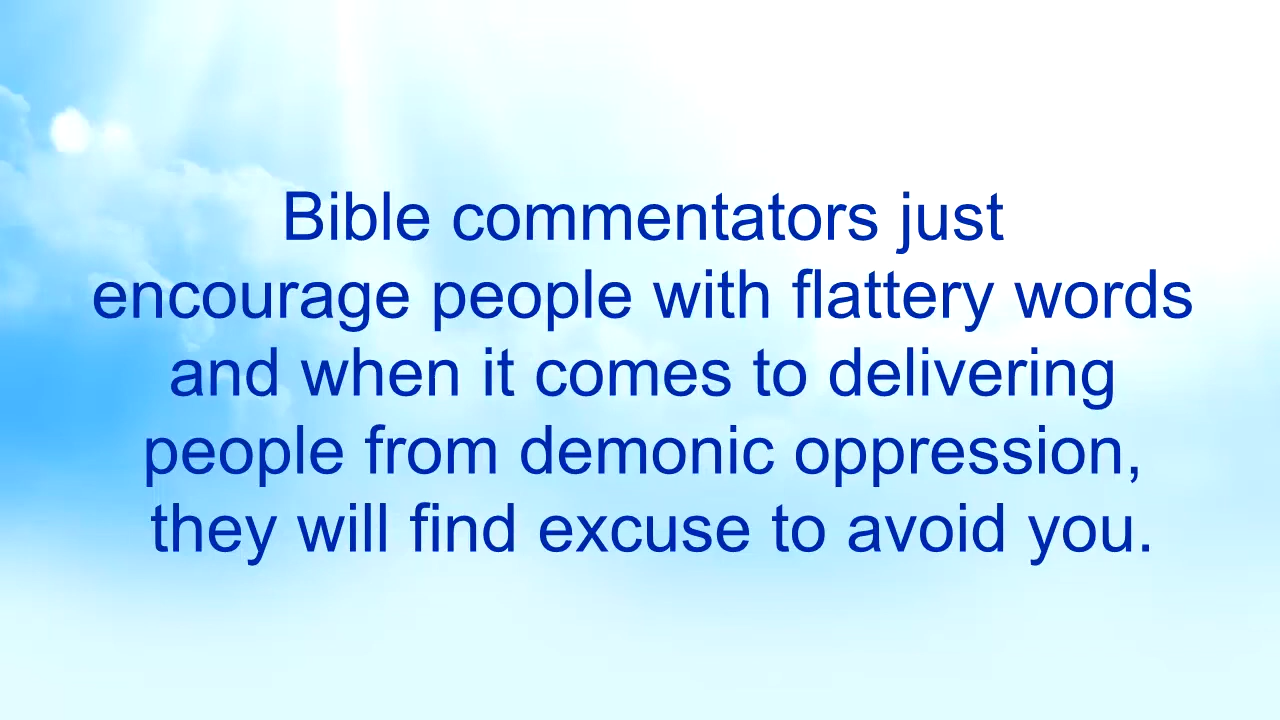 Bible commentators just
encourage people with flattery words
and when it comes to delivering
people from demonic oppression,
they will find excuse to avoid you.